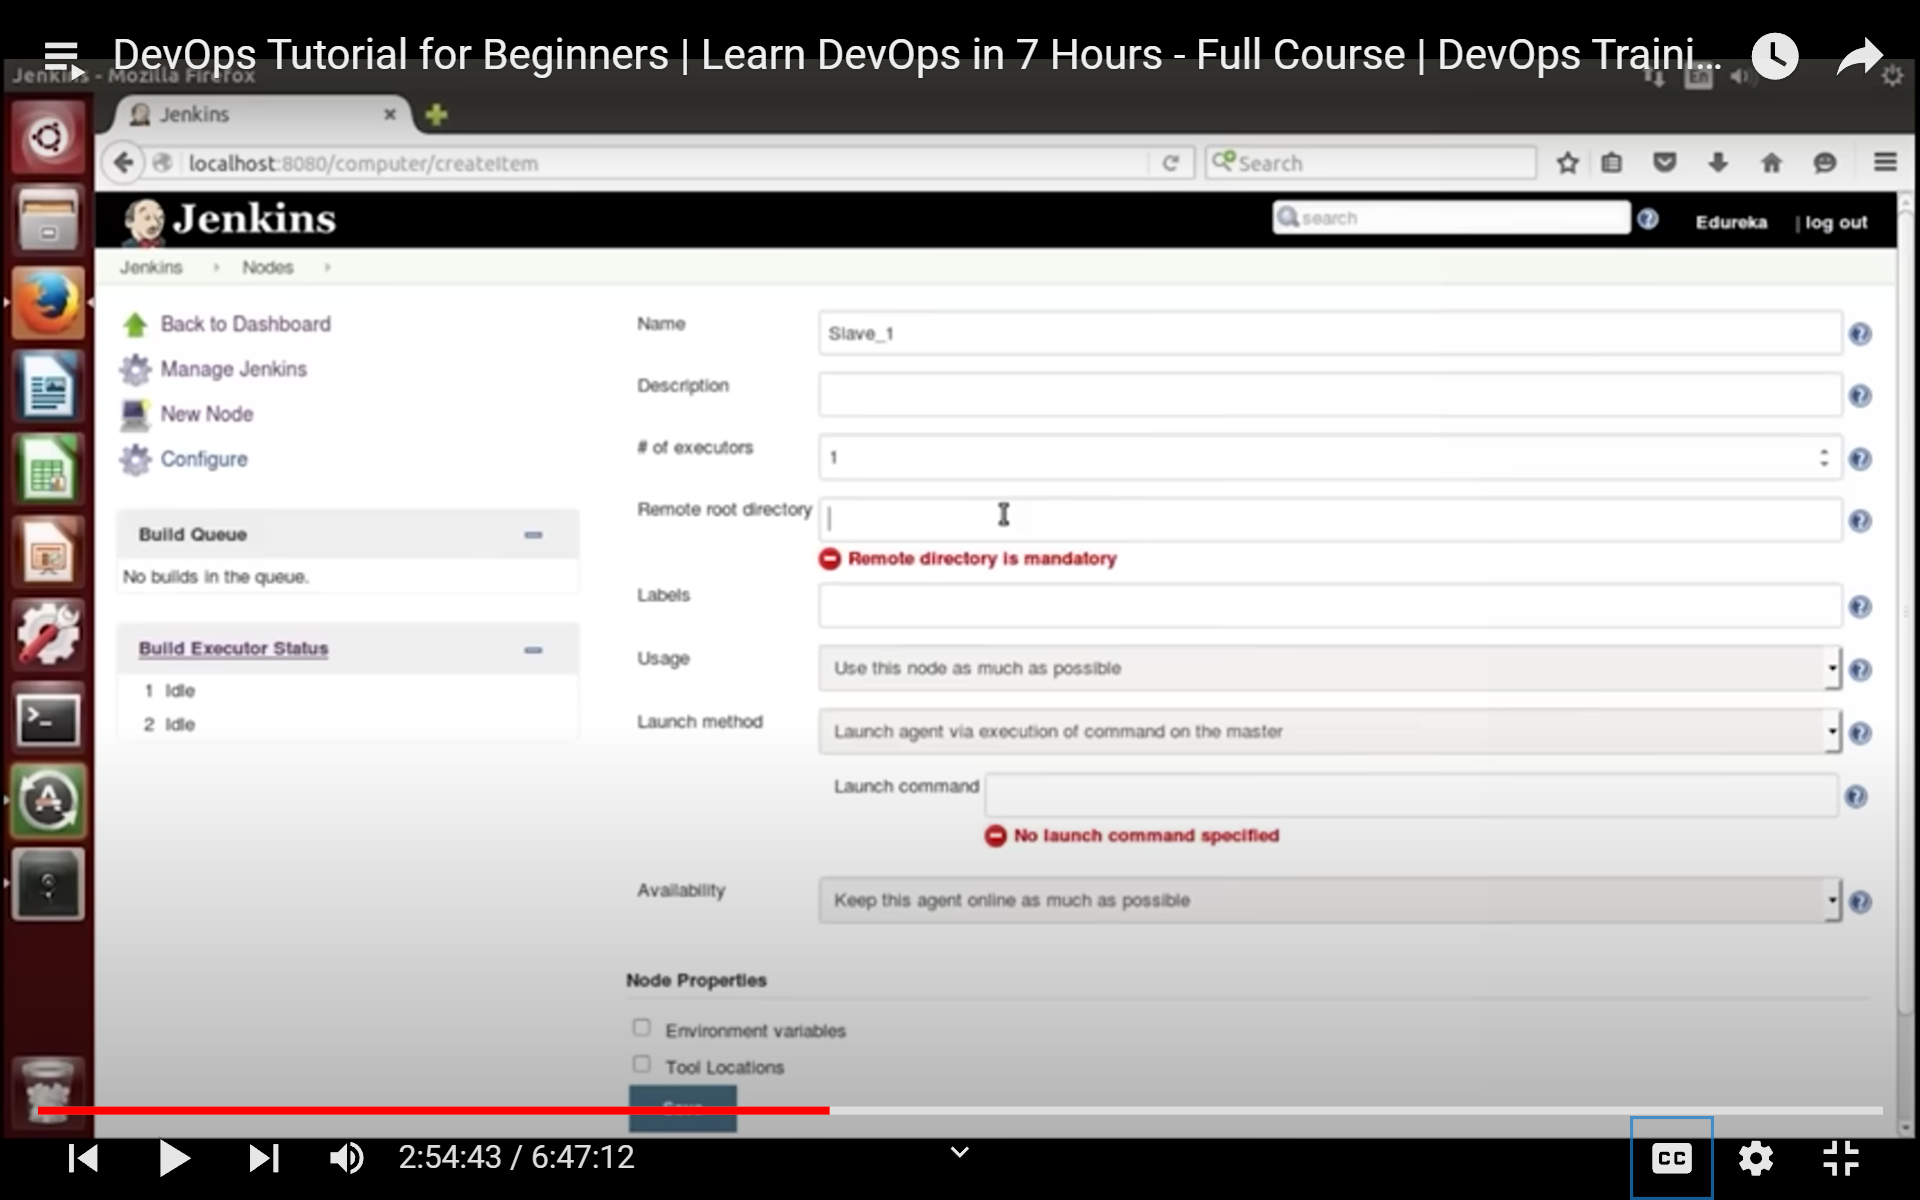 DevOps Tutorial for Beginners | Learn DevOps in 7 Hours - Full Course | DevOps Traini...
Jenkins - Mozilla Firefox
En
Jenkins
localhost:8080/computer/createItem
Search
Jenkins
search
Edureka
| log out
Jenkins
Nodes
Back to Dashboard
Manage Jenkins
New Node
Configure
Build Queue
No builds in the queue.
Build Executor Status
1 Idle
2 Idle
Name
Slave_1
Description
# of executors
1
Remote root directory
Remote directory is mandatory
Labels
Usage
Use this node as much as possible
Launch method
Launch agent via execution of command on the master
Launch command
No launch command specified
Availability
Keep this agent online as much as possible
Node Properties
Environment variables
Tool Locations
Save
2:54:43 / 6:47:12
CC